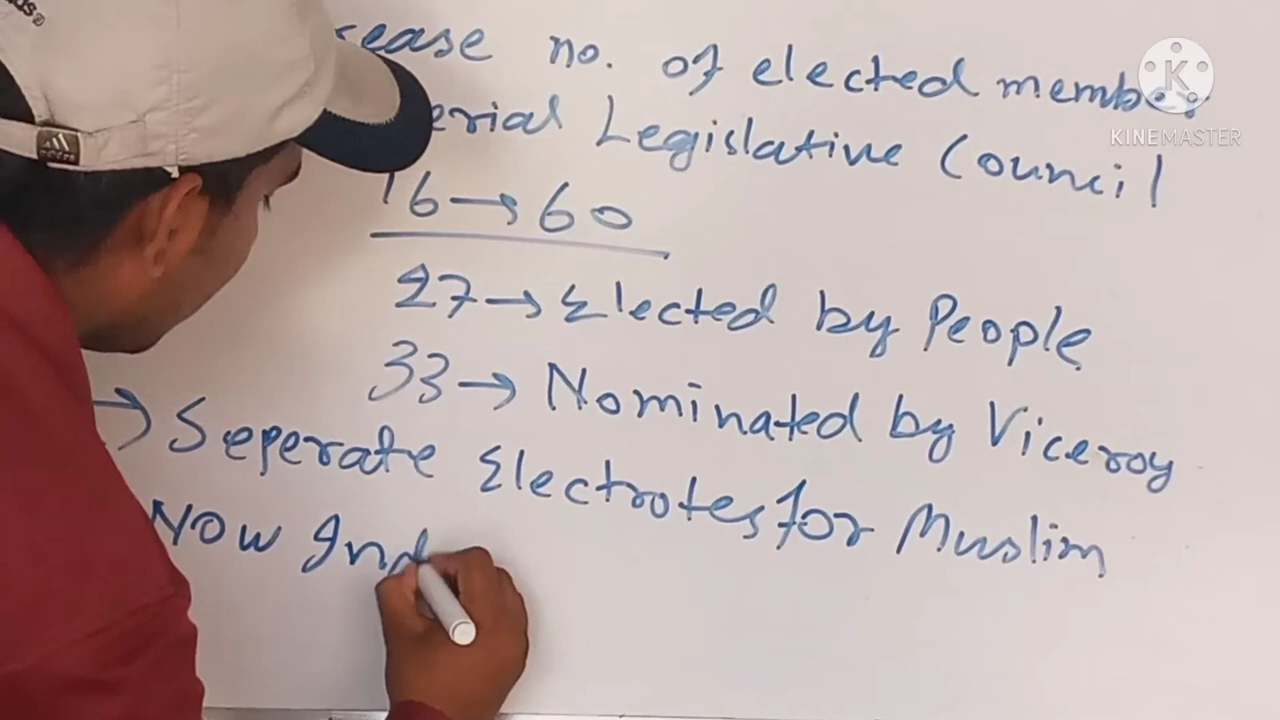 rease no. of elected member
erial Legislative Council
16→60
27→Elected by People
33→Nominated by Viceroy
→Seperate Electrotes for Muslim
Now Ind
KINEMASTER